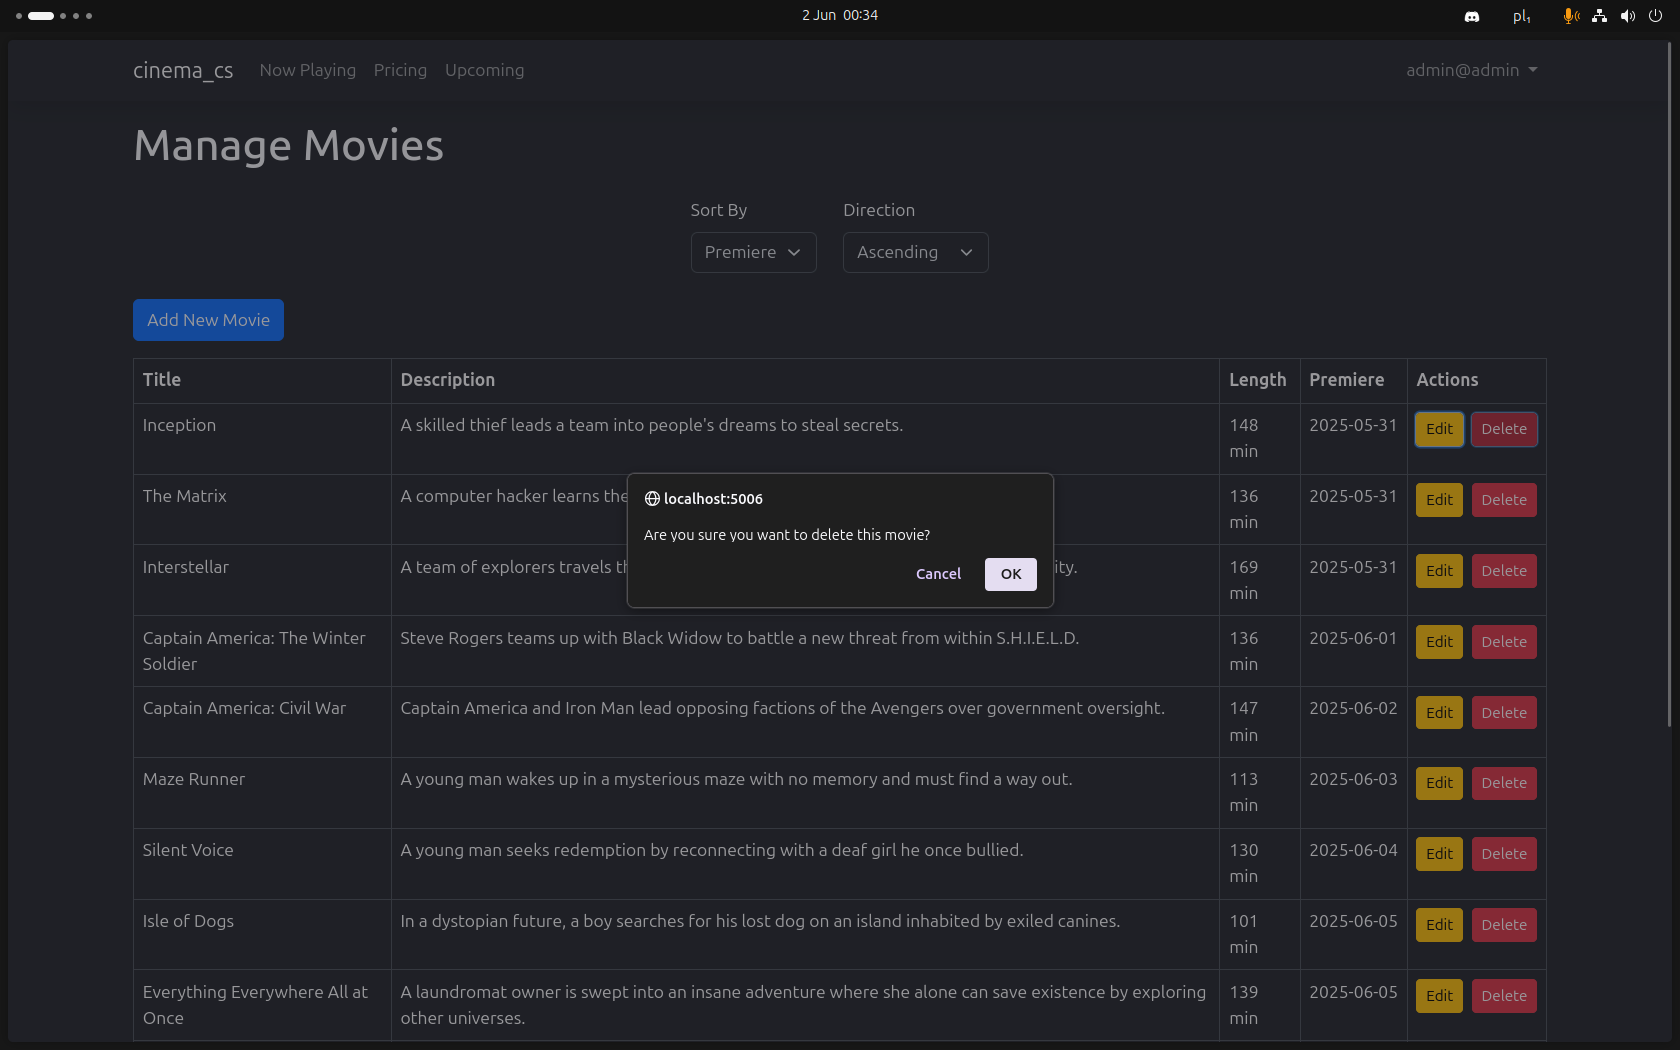 2 Jun 00:34
pl₁
cinema_cs Now Playing Pricing Upcoming admin@admin
Manage Movies
Sort By Direction
Premiere Ascending
Add New Movie
Title Description Length Premiere Actions
Inception A skilled thief leads a team into people's dreams to steal secrets. 148 min 2025-05-31 Edit Delete
The Matrix A computer hacker learns the 136 min 2025-05-31 Edit Delete
localhost:5006
Are you sure you want to delete this movie?
Cancel OK
Interstellar A team of explorers travels 169 min 2025-05-31 Edit Delete
Captain America: The Winter Soldier Steve Rogers teams up with Black Widow to battle a new threat from within S.H.I.E.L.D. 136 min 2025-06-01 Edit Delete
Captain America: Civil War Captain America and Iron Man lead opposing factions of the Avengers over government oversight. 147 min 2025-06-02 Edit Delete
Maze Runner A young man wakes up in a mysterious maze with no memory and must find a way out. 113 min 2025-06-03 Edit Delete
Silent Voice A young man seeks redemption by reconnecting with a deaf girl he once bullied. 130 min 2025-06-04 Edit Delete
Isle of Dogs In a dystopian future, a boy searches for his lost dog on an island inhabited by exiled canines. 101 min 2025-06-05 Edit Delete
Everything Everywhere All at Once A laundromat owner is swept into an insane adventure where she alone can save existence by exploring other universes. 139 min 2025-06-05 Edit Delete